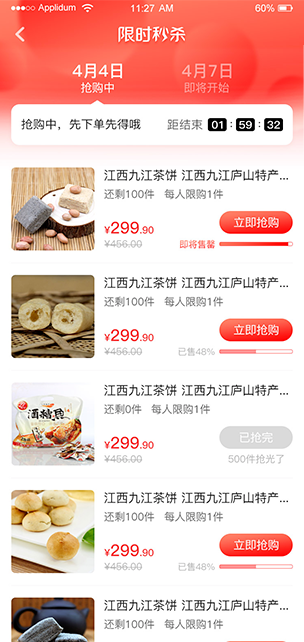 Applidum 11:27 AM 60%
限时秒杀
4月4日 4月7日
抢购中 即将开始
抢购中，先下单先得哦 距结束 01 : 59 : 32
江西九江茶饼 江西九江庐山特产...
还剩100件 每人限购1件
立即抢购
¥299.90
¥456.00 即将售罄
江西九江茶饼 江西九江庐山特产...
还剩100件 每人限购1件
立即抢购
¥299.90
¥456.00 已售48%
江西九江茶饼 江西九江庐山特产...
还剩0件 每人限购1件
酒糟鱼
已抢完
¥299.90
¥456.00 500件抢光了
江西九江茶饼 江西九江庐山特产...
还剩100件 每人限购1件
立即抢购
¥299.90
¥456.00 已售48%
江西九江茶饼 江西九江庐山特产...
还剩100件 每人限购1件